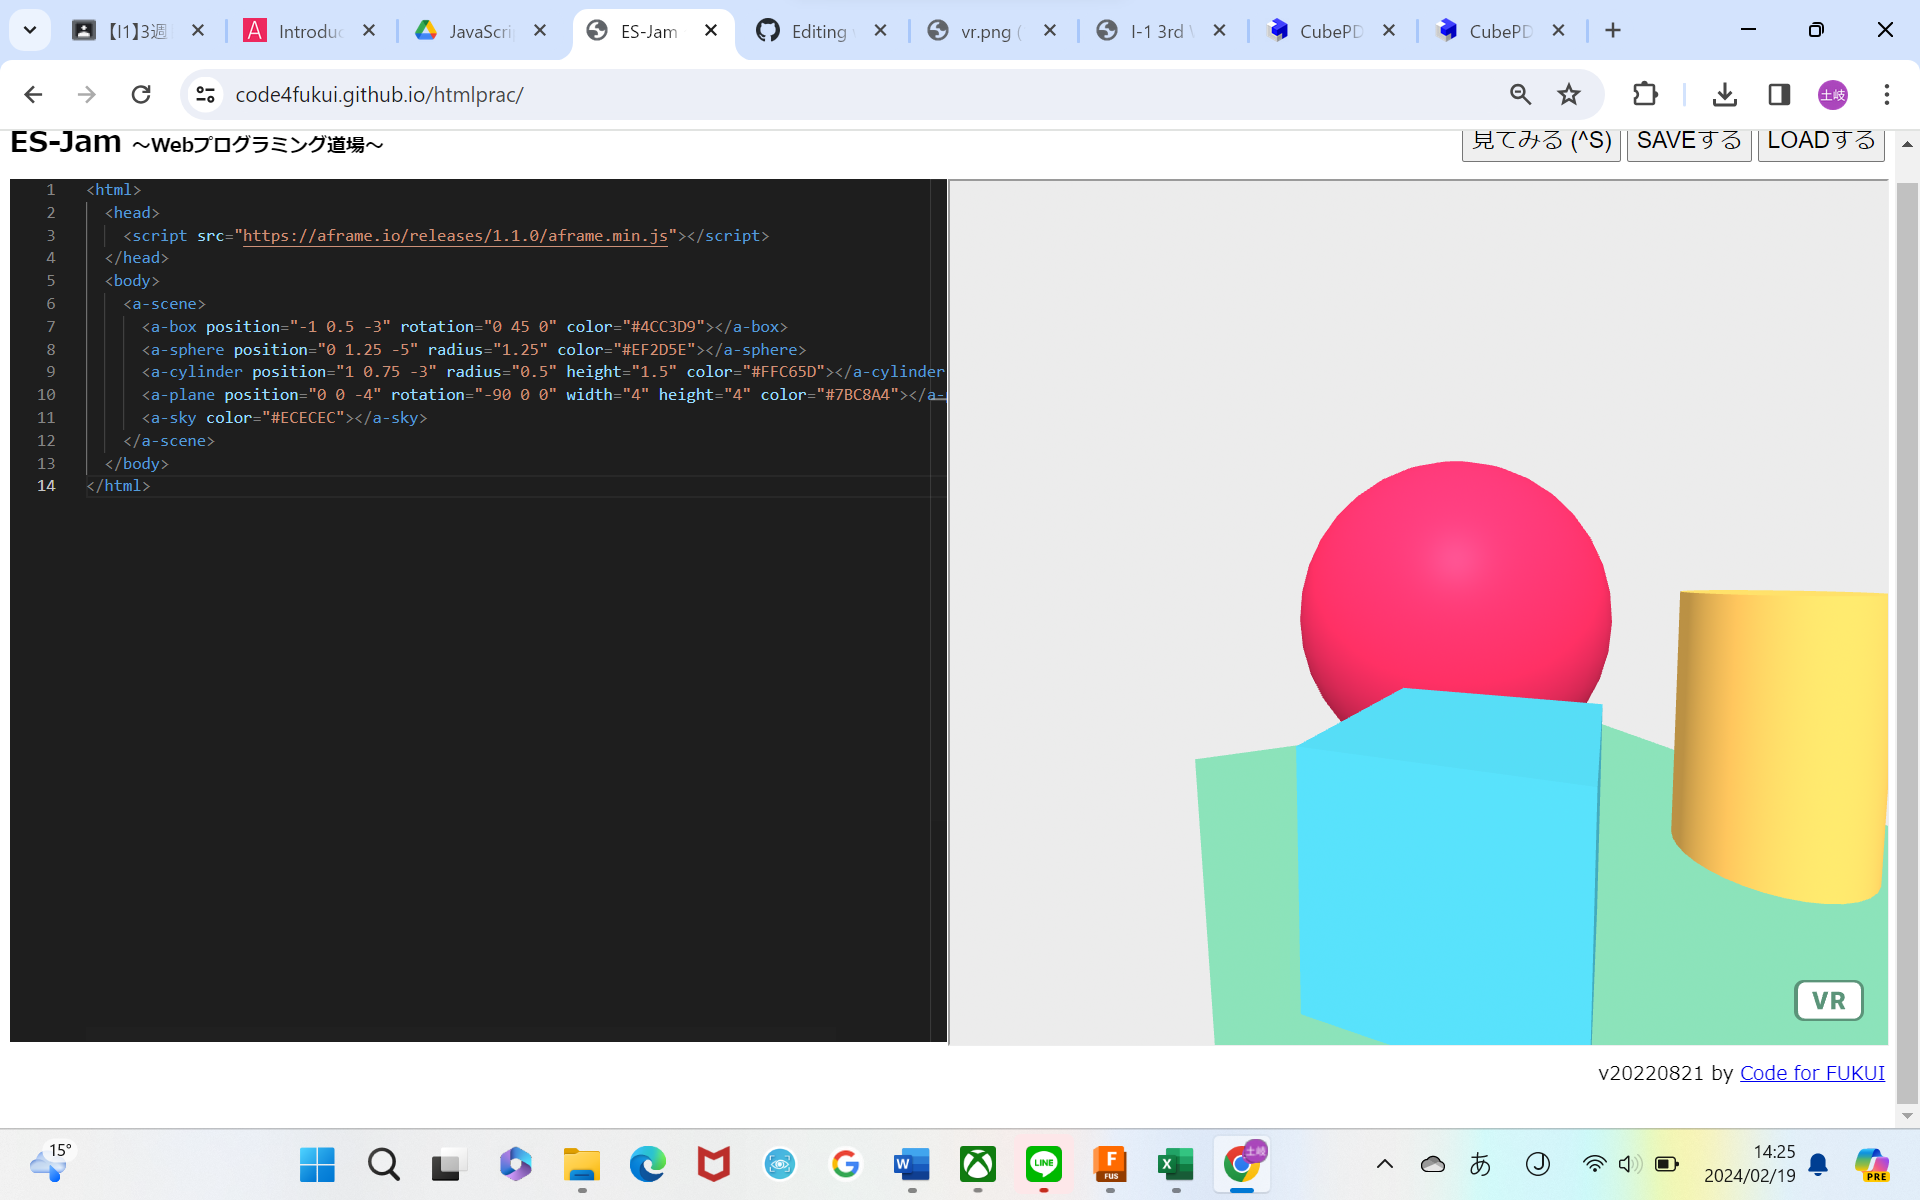 【I1】3週
Introduc
JavaScri
ES-Jam
Editing
vr.png (
I-1 3rd
CubePD
CubePD
code4fukui.github.io/htmlprac/
土岐
ES-Jam ～Webプログラミング道場～
見てみる (^S)
SAVEする
LOADする
1 <html>
2 <head>
3 <script src="https://aframe.io/releases/1.1.0/aframe.min.js"></script>
4 </head>
5 <body>
6 <a-scene>
7 <a-box position="-1 0.5 -3" rotation="0 45 0" color="#4CC3D9"></a-box>
8 <a-sphere position="0 1.25 -5" radius="1.25" color="#EF2D5E"></a-sphere>
9 <a-cylinder position="1 0.75 -3" radius="0.5" height="1.5" color="#FFC65D"></a-cylinder
10 <a-plane position="0 0 -4" rotation="-90 0 0" width="4" height="4" color="#7BC8A4"></a-
11 <a-sky color="#ECECEC"></a-sky>
12 </a-scene>
13 </body>
14 </html>
VR
v20220821 by Code for FUKUI
15°
LINE
F
FUS
土岐
あ
14:25
2024/02/19
PRE